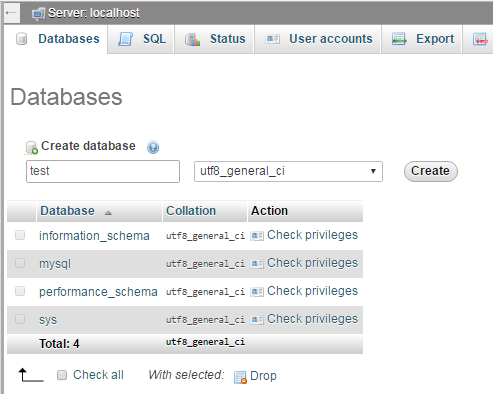 Server: localhost
Databases SQL Status User accounts Export
Databases
Create database
test utf8_general_ci Create
Database Collation Action
information_schema utf8_general_ci Check privileges
mysql utf8_general_ci Check privileges
performance_schema utf8_general_ci Check privileges
sys utf8_general_ci Check privileges
Total: 4 utf8_general_ci
Check all With selected: Drop